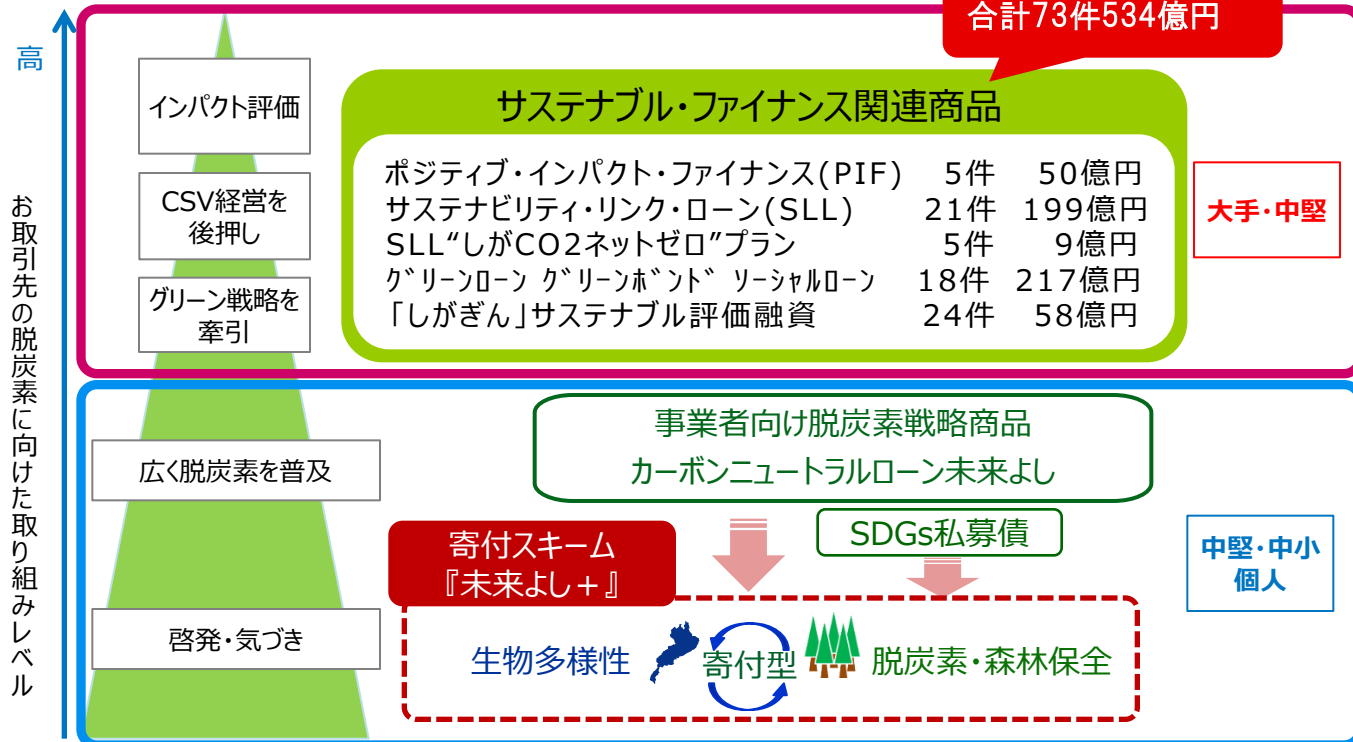 合計73件534億円
高
お取引先の脱炭素に向けた取り組みレベル
インパクト評価
CSV経営を
後押し
グリーン戦略を
牽引
サステナブル・ファイナンス関連商品
ポジティブ・インパクト・ファイナンス(PIF) 5件 50億円
サステナビリティ・リンク・ローン(SLL) 21件 199億円
SLL“しがCO2ネットゼロ”プラン 5件 9億円
グリーンローン グリーンボンド ソーシャルローン 18件 217億円
「しがぎん」サステナブル評価融資 24件 58億円
大手・中堅
広く脱炭素を普及
啓発・気づき
事業者向け脱炭素戦略商品
カーボンニュートラルローン未来よし
SDGs私募債
寄付スキーム
『未来よし+』
生物多様性 寄付型 脱炭素・森林保全
中堅・中小
個人